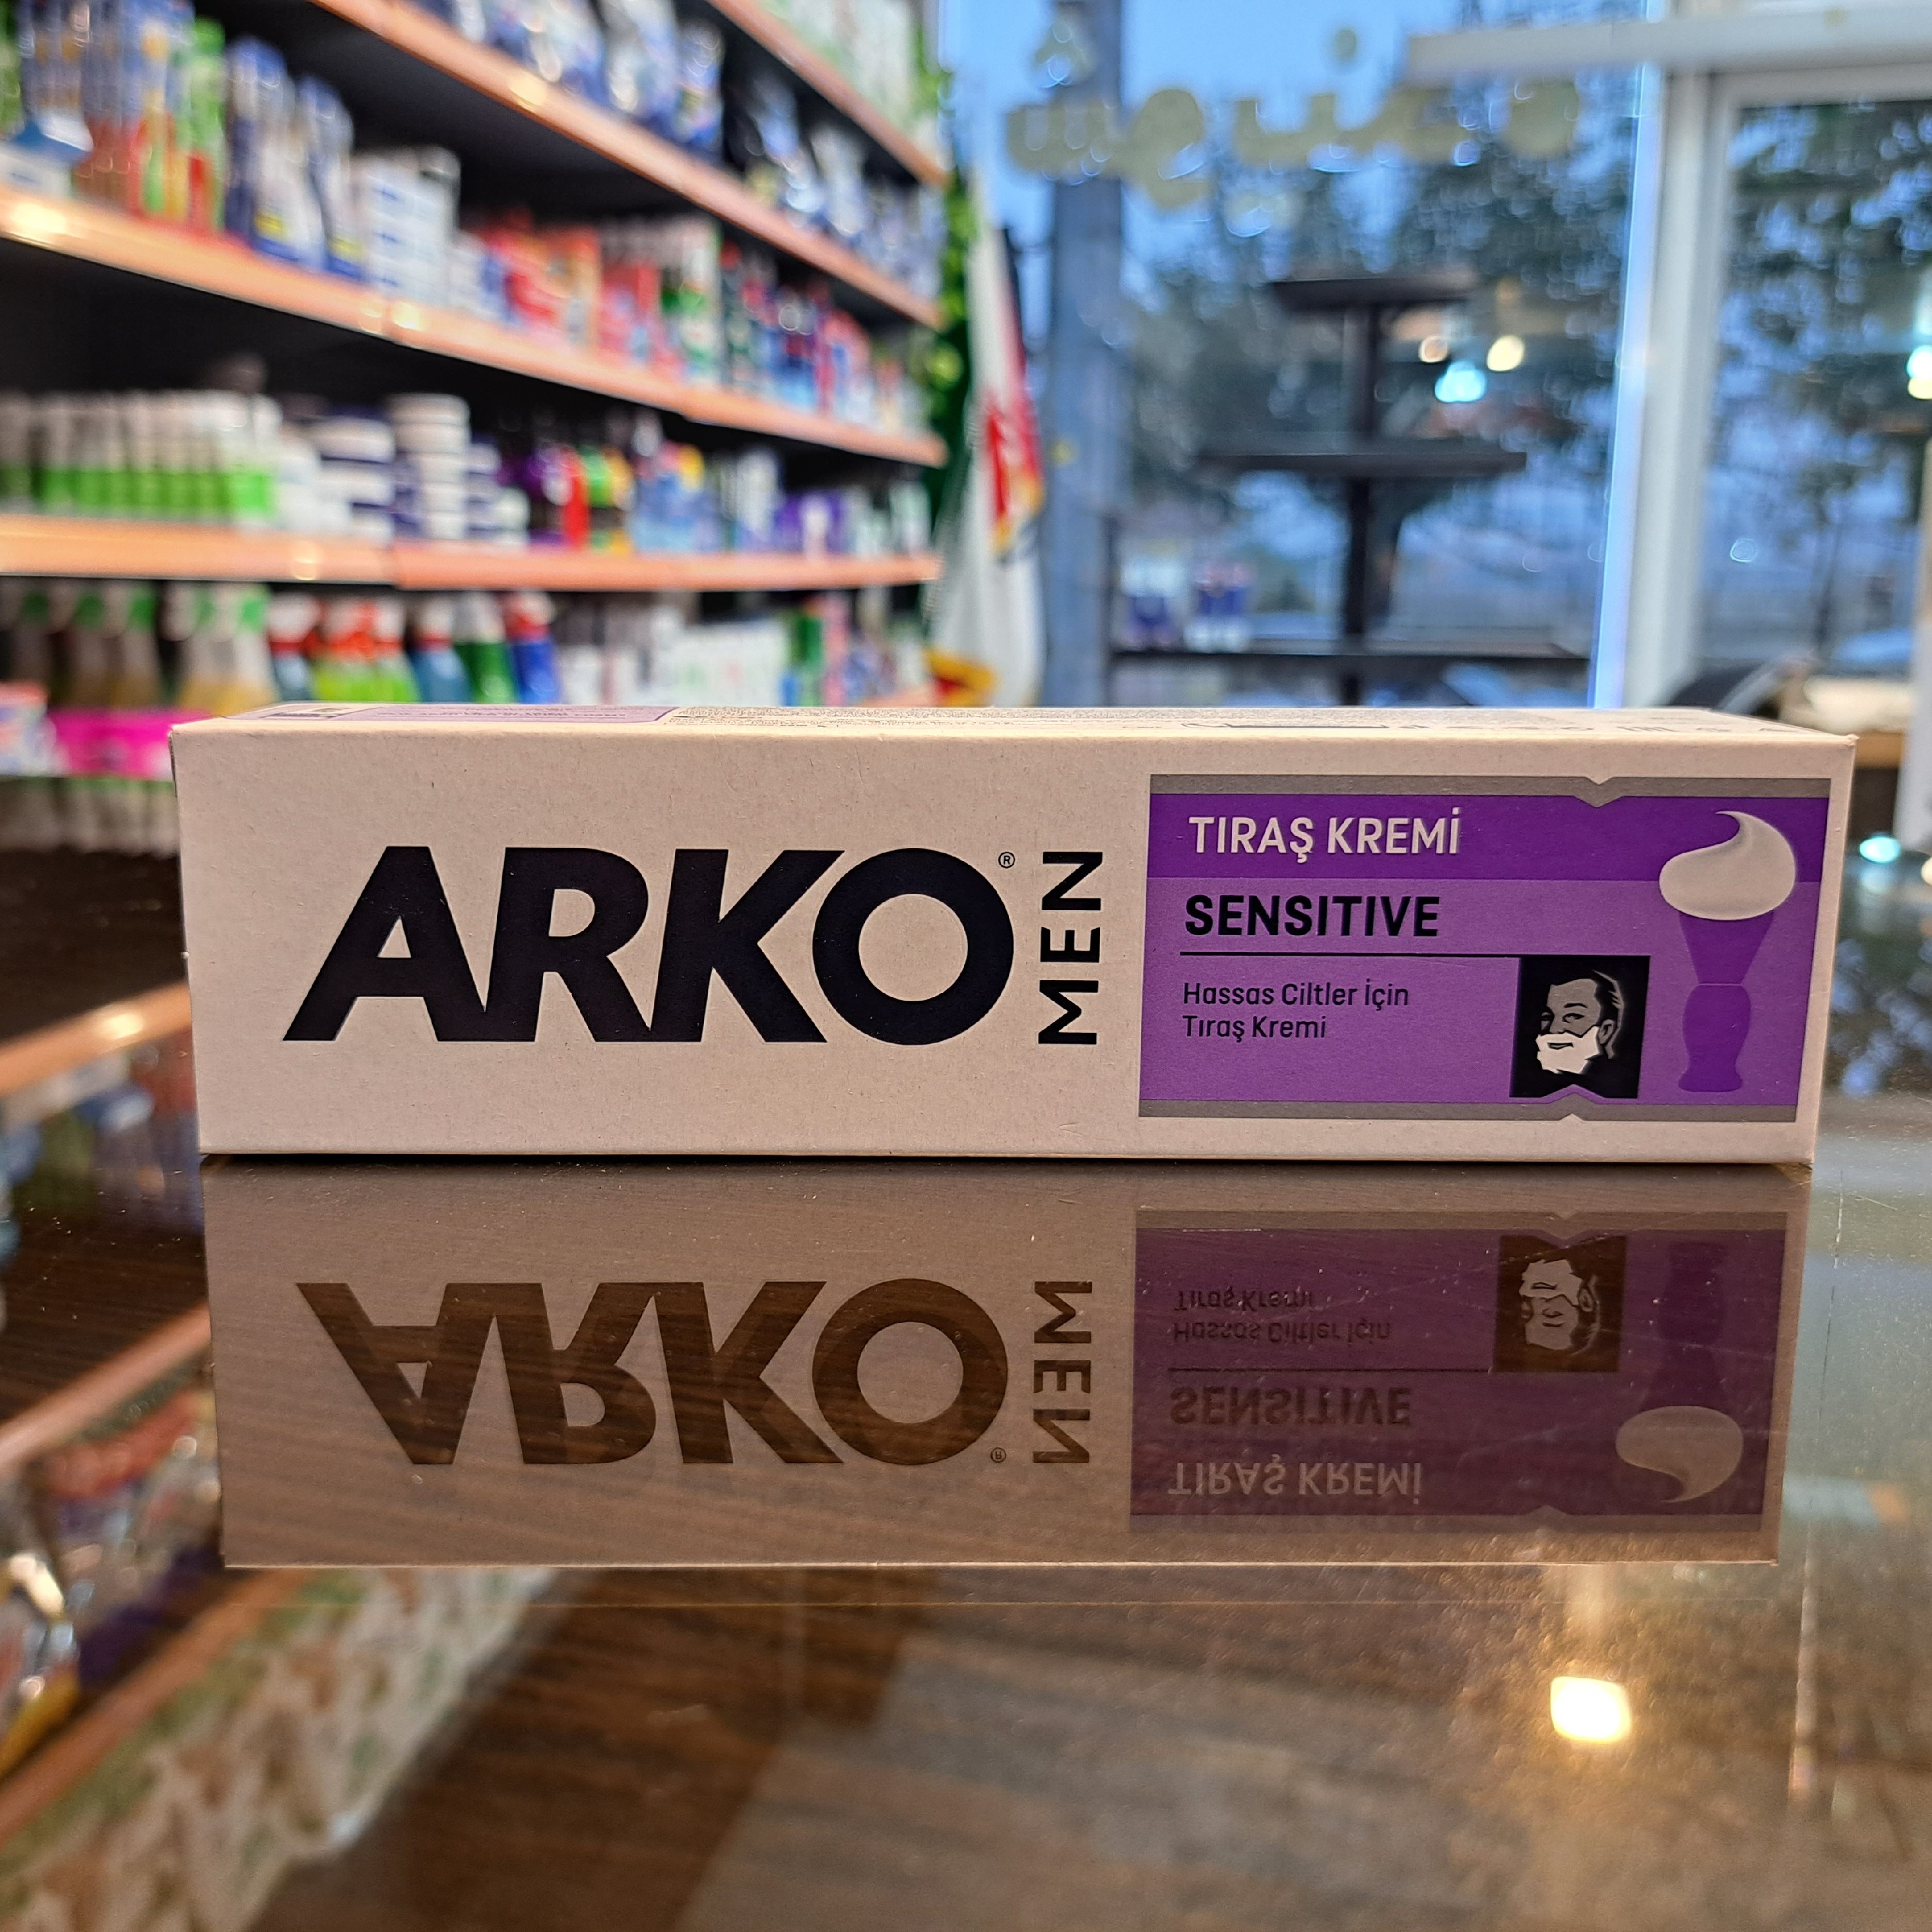 ARKO®
MEN
TIRAŞ KREMİ
SENSITIVE
Hassas Ciltler İçin
Tıraş Kremi